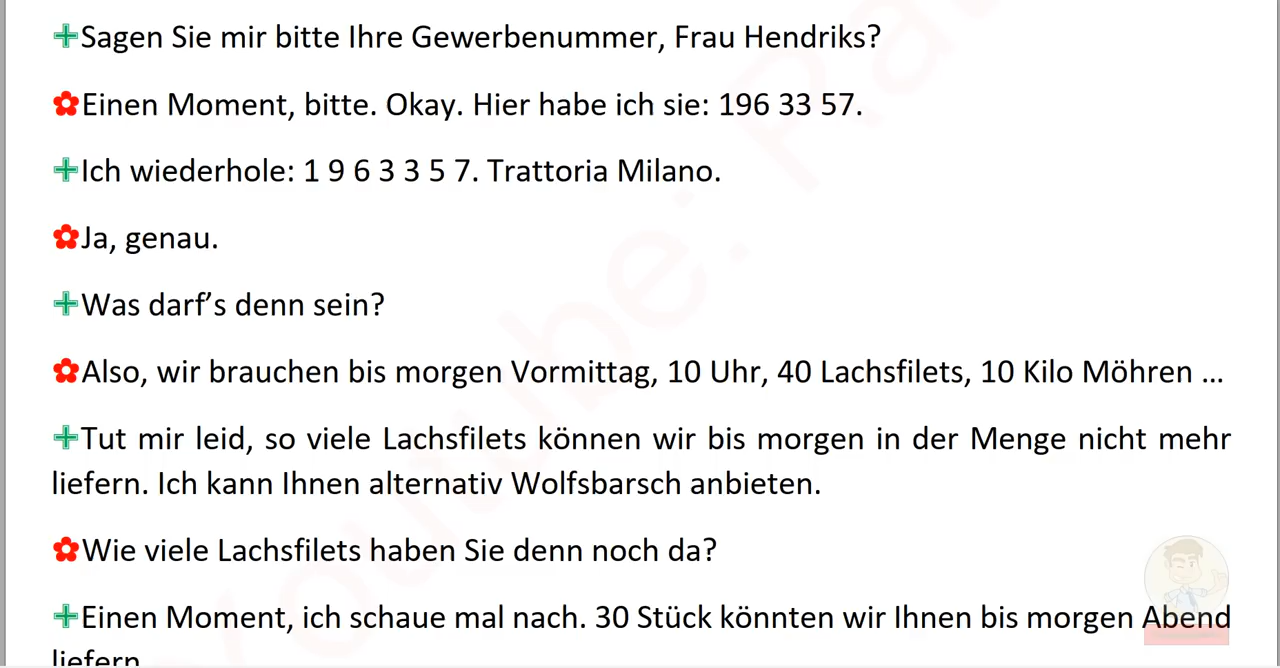 Sagen Sie mir bitte Ihre Gewerbenummer, Frau Hendriks?
Einen Moment, bitte. Okay. Hier habe ich sie: 196 33 57.
Ich wiederhole: 1 9 6 3 3 5 7. Trattoria Milano.
Ja, genau.
Was darf’s denn sein?
Also, wir brauchen bis morgen Vormittag, 10 Uhr, 40 Lachsfilets, 10 Kilo Möhren ...
Tut mir leid, so viele Lachsfilets können wir bis morgen in der Menge nicht mehr
liefern. Ich kann Ihnen alternativ Wolfsbarsch anbieten.
Wie viele Lachsfilets haben Sie denn noch da?
Einen Moment, ich schaue mal nach. 30 Stück könnten wir Ihnen bis morgen Abend
liefern
Youtube: